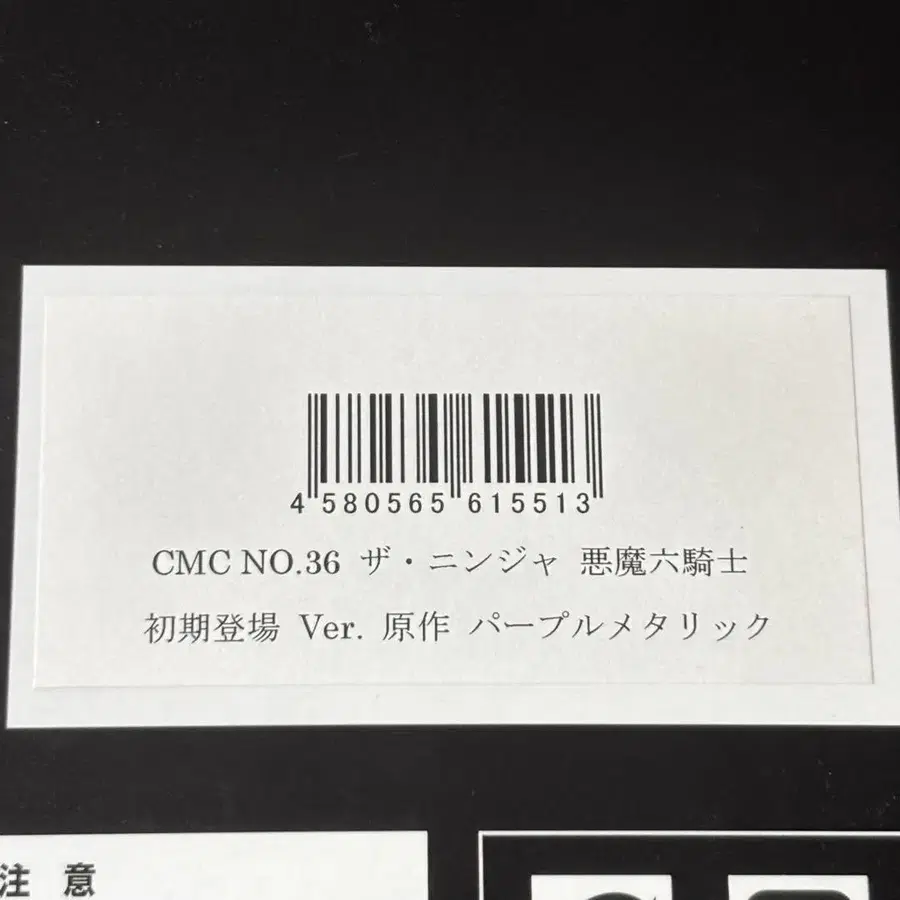 4 580565 615513
CMC NO.36 ザ・ニンジャ 悪魔六騎士
初期登場 Ver. 原作 パープルメタリック
注 意